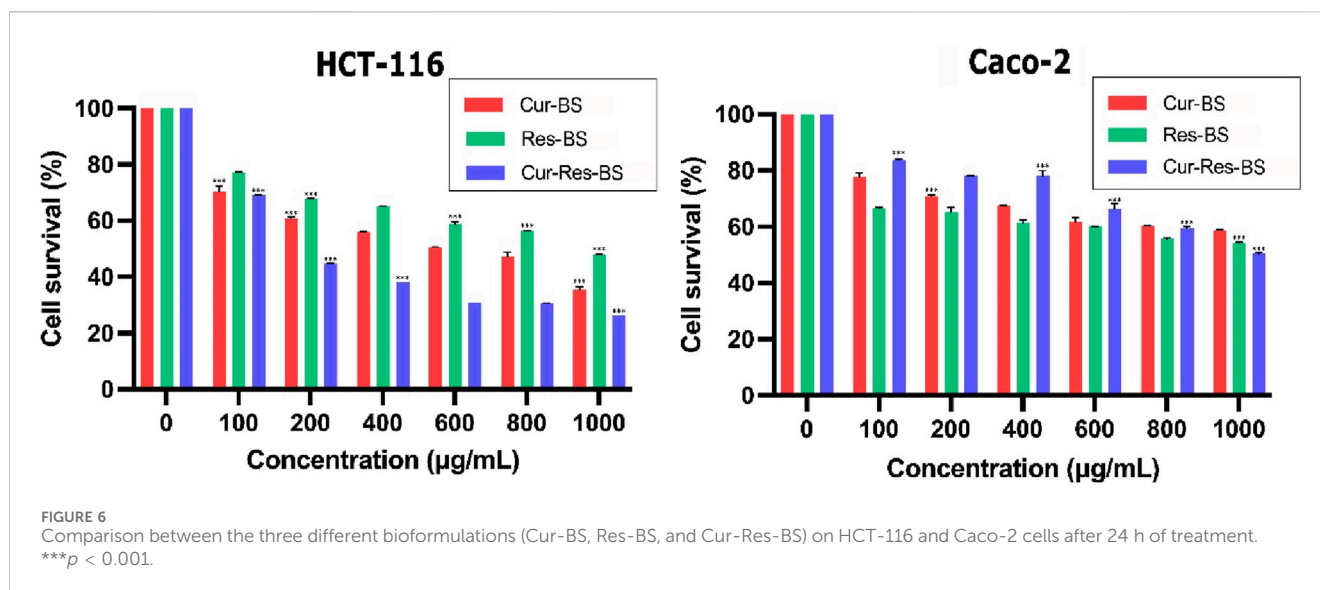 HCT-116
Cur-BS
Res-BS
Cur-Res-BS
Cell survival (%)
100
80
60
40
20
0
*** *** *** *** *** *** *** *** *** *** ***
0 100 200 400 600 800 1000
Concentration (µg/mL)
Caco-2
Cur-BS
Res-BS
Cur-Res-BS
Cell survival (%)
100
80
60
40
20
0
*** *** *** *** *** *** ***
0 100 200 400 600 800 1000
Concentration (µg/mL)
FIGURE 6
Comparison between the three different bioformulations (Cur-BS, Res-BS, and Cur-Res-BS) on HCT-116 and Caco-2 cells after 24 h of treatment.
***p < 0.001.